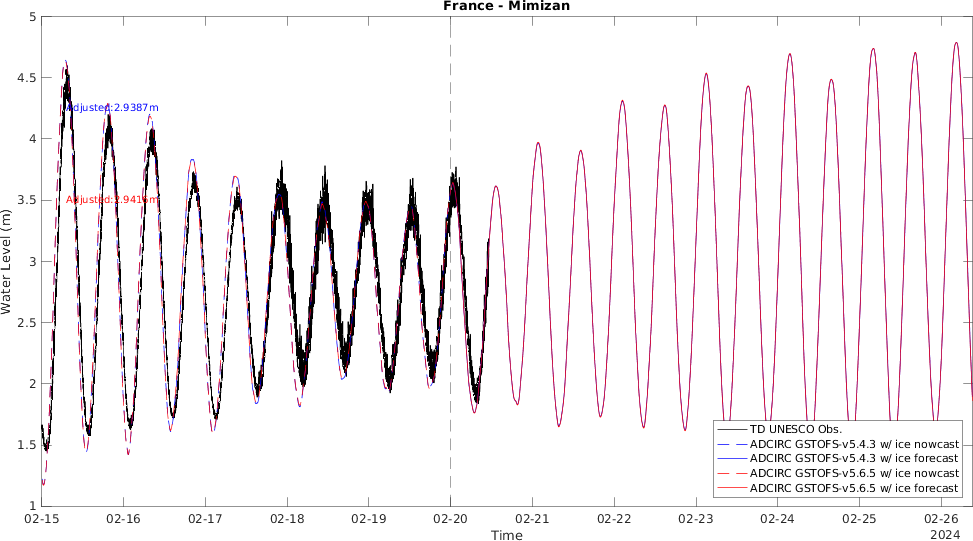 France - Mimizan
5
4.5
4
3.5
3
2.5
2
1.5
1
Water Level (m)
Adjusted:2.9387m
Adjusted:2.9416m
TD UNESCO Obs.
ADCIRC GSTOFS-v5.4.3 w/ ice nowcast
ADCIRC GSTOFS-v5.4.3 w/ ice forecast
ADCIRC GSTOFS-v5.6.5 w/ ice nowcast
ADCIRC GSTOFS-v5.6.5 w/ ice forecast
02-15 02-16 02-17 02-18 02-19 02-20 02-21 02-22 02-23 02-24 02-25 02-26
Time
2024